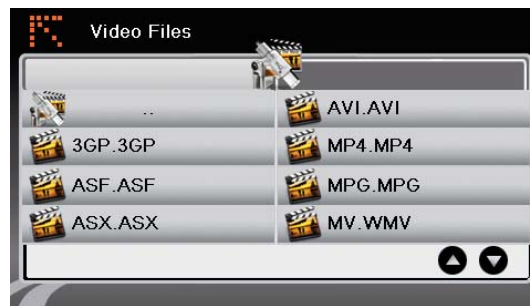 Video Files
.. AVI.AVI
3GP.3GP MP4.MP4
ASF.ASF MPG.MPG
ASX.ASX MV.WMV